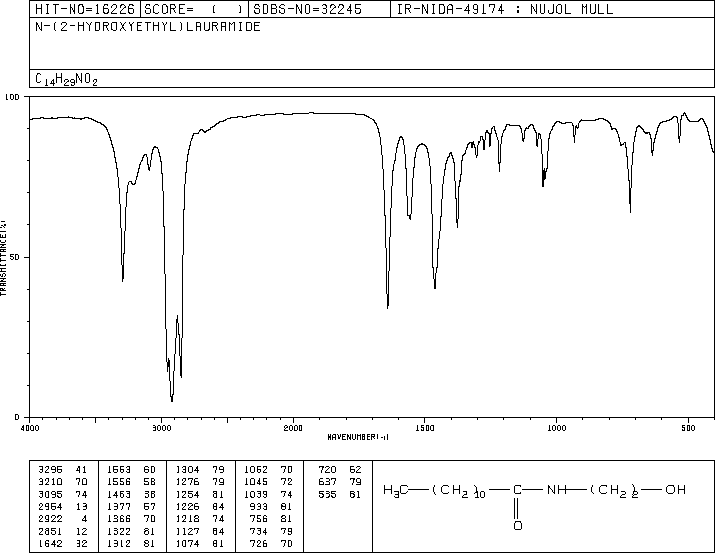 HIT-NO=16226 SCORE= ( ) SDBS-NO=32245 IR-NIDA-49174 : NUJOL MULL
N-(2-HYDROXYETHYL)LAURAMIDE
C14H29NO2
100
50
0
TRANSMITTANCE(%)
4000 3000 2000 1500 1000 500
WAVENUMBER(-1)
3295 41 1563 60 1304 79 1052 70 720 62
3210 70 1556 58 1276 79 1045 72 637 79
3095 74 1463 38 1254 81 1039 74 535 81
2954 13 1377 57 1226 84 933 81
2922 4 1366 70 1218 74 756 81
2851 12 1322 81 1127 84 734 79
1642 32 1312 81 1074 81 726 70
H3C—(CH2)10—C—NH—(CH2)2—OH
O